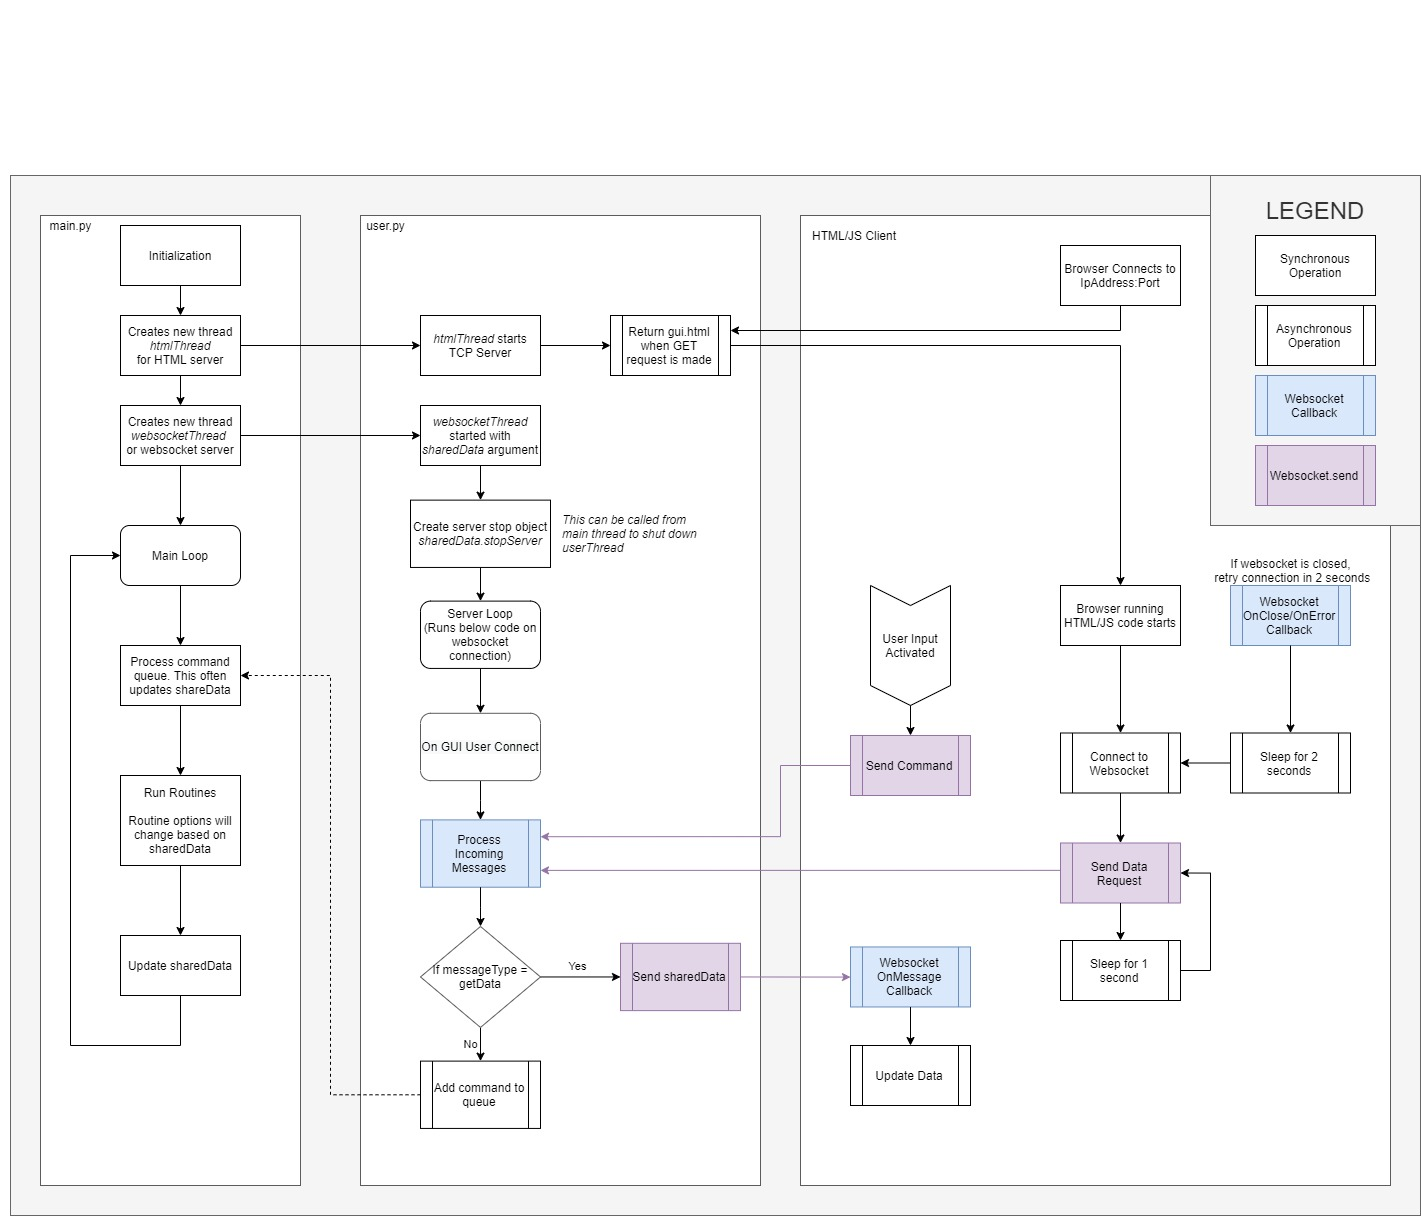 main.py
Initialization
Creates new thread
htmlThread
for HTML server
Creates new thread
websocketThread
or websocket server
Main Loop
Process command
queue. This often
updates shareData
Run Routines
Routine options will
change based on
sharedData
Update sharedData
user.py
htmlThread starts
TCP Server
Return gui.html
when GET
request is made
websocketThread
started with
sharedData argument
Create server stop object
sharedData.stopServer
This can be called from
main thread to shut down
userThread
Server Loop
(Runs below code on
websocket
connection)
On GUI User Connect
Process
Incoming
Messages
If messageType =
getData
Yes
Send sharedData
No
Add command to
queue
HTML/JS Client
Browser Connects to
IpAddress:Port
User Input
Activated
Send Command
Websocket
OnMessage
Callback
Update Data
Browser running
HTML/JS code starts
Connect to
Websocket
Send Data
Request
Sleep for 1
second
If websocket is closed,
retry connection in 2 seconds
Websocket
OnClose/OnError
Callback
Sleep for 2
seconds
LEGEND
Synchronous
Operation
Asynchronous
Operation
Websocket
Callback
Websocket.send